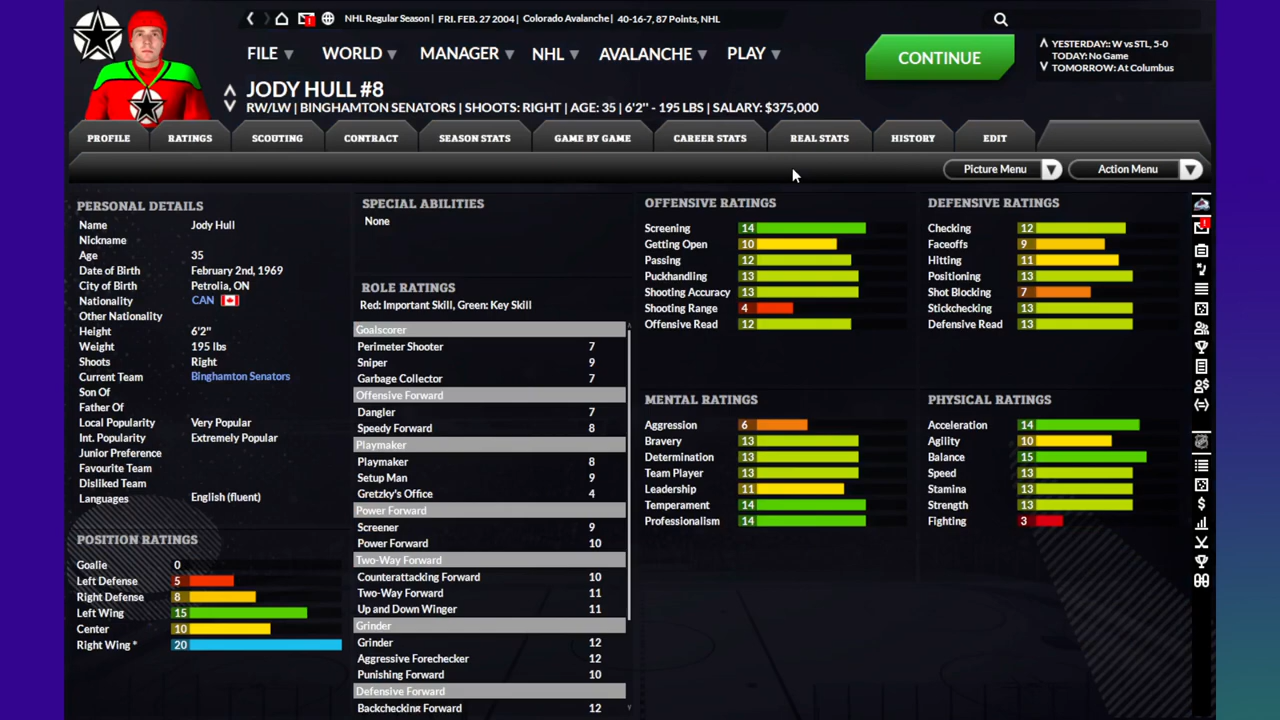 NHL Regular Season | FRI. FEB. 27 2004 | Colorado Avalanche | 40-16-7, 87 Points, NHL
FILE WORLD MANAGER NHL AVALANCHE PLAY
CONTINUE
YESTERDAY:: W vs STL, 5-0
TODAY: No Game
TOMORROW: At Columbus
JODY HULL #8
RW/LW | BINGHAMTON SENATORS | SHOOTS: RIGHT | AGE: 35 | 6'2" - 195 LBS | SALARY: $375,000
PROFILE RATINGS SCOUTING CONTRACT SEASON STATS GAME BY GAME CAREER STATS REAL STATS HISTORY EDIT
Picture Menu Action Menu
PERSONAL DETAILS
Name Jody Hull
Nickname
Age 35
Date of Birth February 2nd, 1969
City of Birth Petrolia, ON
Nationality CAN
Other Nationality
Height 6'2"
Weight 195 lbs
Shoots Right
Current Team Binghamton Senators
Son Of
Father Of
Local Popularity Very Popular
Int. Popularity Extremely Popular
Junior Preference
Favourite Team
Disliked Team
Languages English (fluent)
POSITION RATINGS
Goalie 0
Left Defense 5
Right Defense 8
Left Wing 15
Center 10
Right Wing * 20
SPECIAL ABILITIES
None
ROLE RATINGS
Red: Important Skill, Green: Key Skill
Goalscorer
Perimeter Shooter 7
Sniper 9
Garbage Collector 7
Offensive Forward
Dangler 7
Speedy Forward 8
Playmaker
Playmaker 8
Setup Man 9
Gretzky's Office 4
Power Forward
Screener 9
Power Forward 10
Two-Way Forward
Counterattacking Forward 10
Two-Way Forward 11
Up and Down Winger 11
Grinder
Grinder 12
Aggressive Forechecker 12
Punishing Forward 10
Defensive Forward
Backchecking Forward 12
OFFENSIVE RATINGS
Screening 14
Getting Open 10
Passing 12
Puckhandling 13
Shooting Accuracy 13
Shooting Range 4
Offensive Read 12
DEFENSIVE RATINGS
Checking 12
Faceoffs 9
Hitting 11
Positioning 13
Shot Blocking 7
Stickchecking 13
Defensive Read 13
MENTAL RATINGS
Aggression 6
Bravery 13
Determination 13
Team Player 13
Leadership 11
Temperament 14
Professionalism 14
PHYSICAL RATINGS
Acceleration 14
Agility 10
Balance 15
Speed 13
Stamina 13
Strength 13
Fighting 3